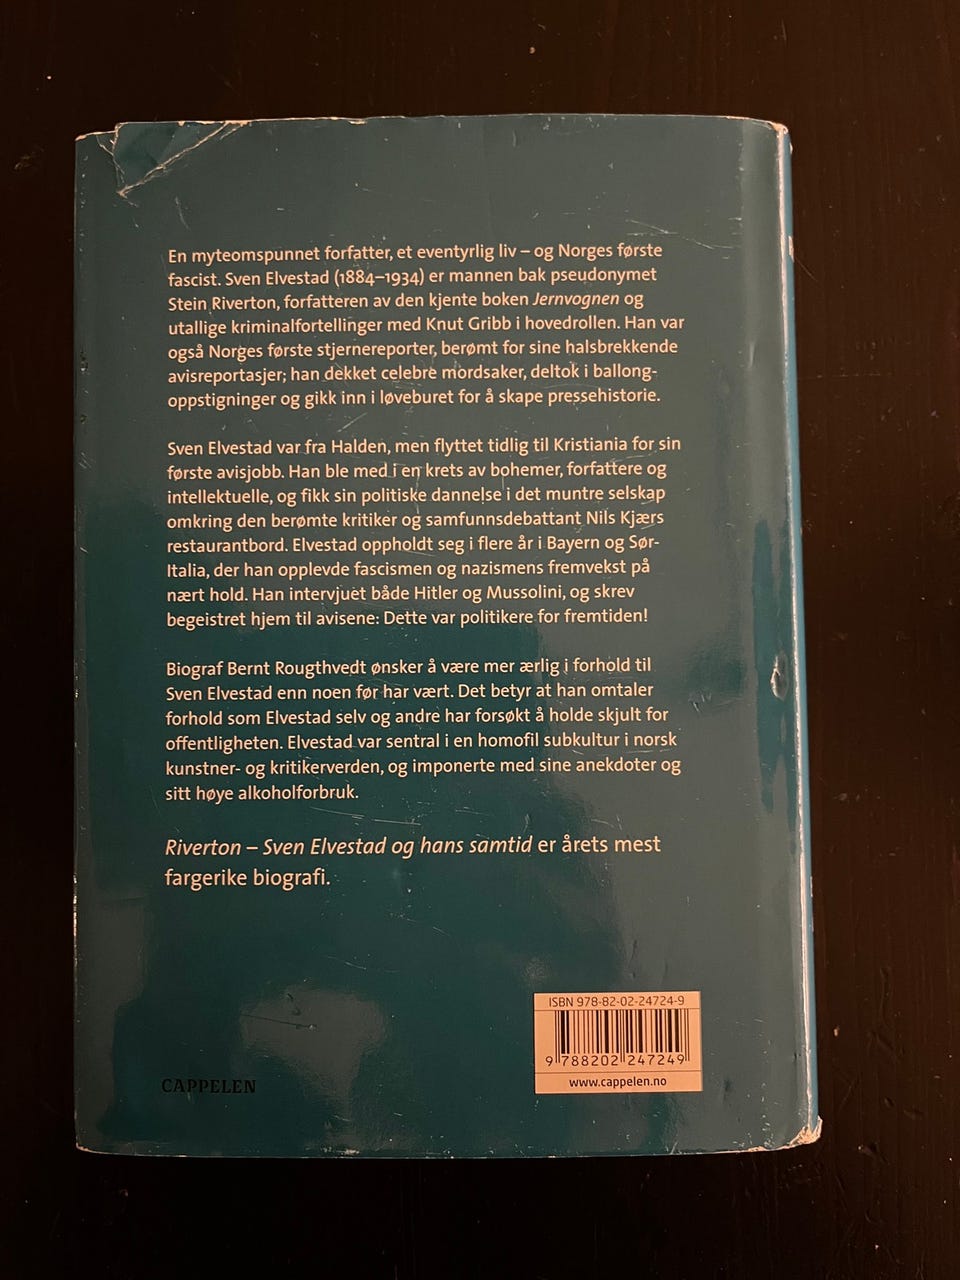 En myteomspunnet forfatter, et eventyrlig liv – og Norges første
fascist. Sven Elvestad (1884–1934) er mannen bak pseudonymet
Stein Riverton, forfatteren av den kjente boken Jernvognen og
utallige kriminalfortellinger med Knut Gribb i hovedrollen. Han var
også Norges første stjernereporter, berømt for sine halsbrekkende
avisreportasjer; han dekket celebre mordsaker, deltok i ballong-
oppstigninger og gikk inn i løveburet for å skape pressehistorie.
Sven Elvestad var fra Halden, men flyttet tidlig til Kristiania for sin
første avisjobb. Han ble med i en krets av bohemer, forfattere og
intellektuelle, og fikk sin politiske dannelse i det muntre selskap
omkring den berømte kritiker og samfunnsdebattant Nils Kjærs
restaurantbord. Elvestad oppholdt seg i flere år i Bayern og Sør-
Italia, der han opplevde fascismen og nazismens fremvekst på
nært hold. Han intervjuet både Hitler og Mussolini, og skrev
begeistret hjem til avisene: Dette var politikere for fremtiden!
Biograf Bernt Rougthvedt ønsker å være mer ærlig i forhold til
Sven Elvestad enn noen før har vært. Det betyr at han omtaler
forhold som Elvestad selv og andre har forsøkt å holde skjult for
offentligheten. Elvestad var sentral i en homofil subkultur i norsk
kunstner- og kritikerverden, og imponerte med sine anekdoter og
sitt høye alkoholforbruk.
Riverton – Sven Elvestad og hans samtid er årets mest
fargerike biografi.
ISBN 978-82-02-24724-9
9 788202 247249
www.cappelen.no
CAPPELEN